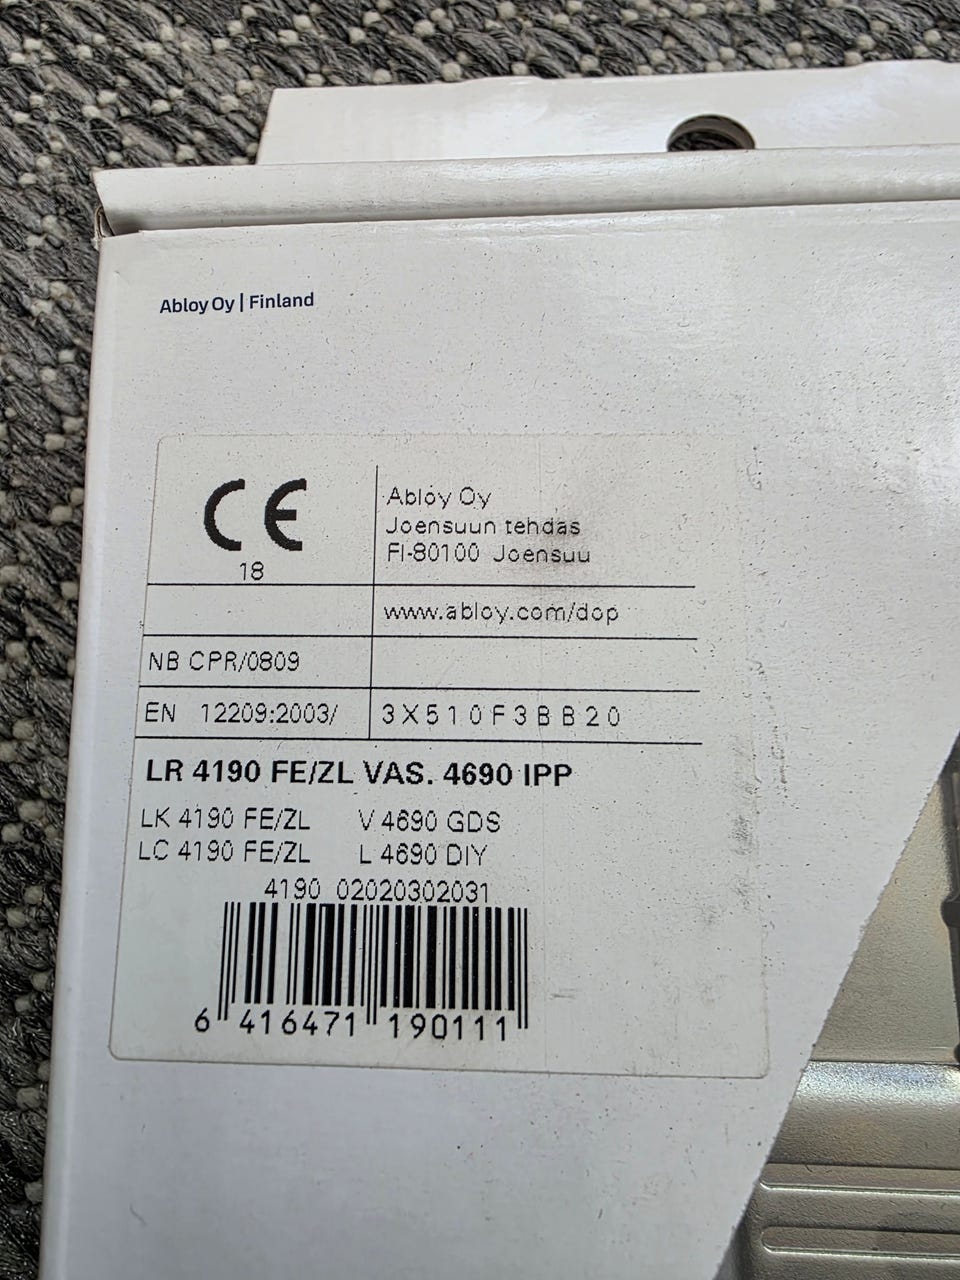 Abloy Oy | Finland
CE
18
Abloy Oy
Joensuun tehdas
FI-80100 Joensuu
www.abloy.com/dop
NB CPR/0809
EN 12209:2003/ 3X510F3BB20
LR 4190 FE/ZL VAS. 4690 IPP
LK 4190 FE/ZL V 4690 GDS
LC 4190 FE/ZL L 4690 DIY
4190 02020302031
6 416471 190111